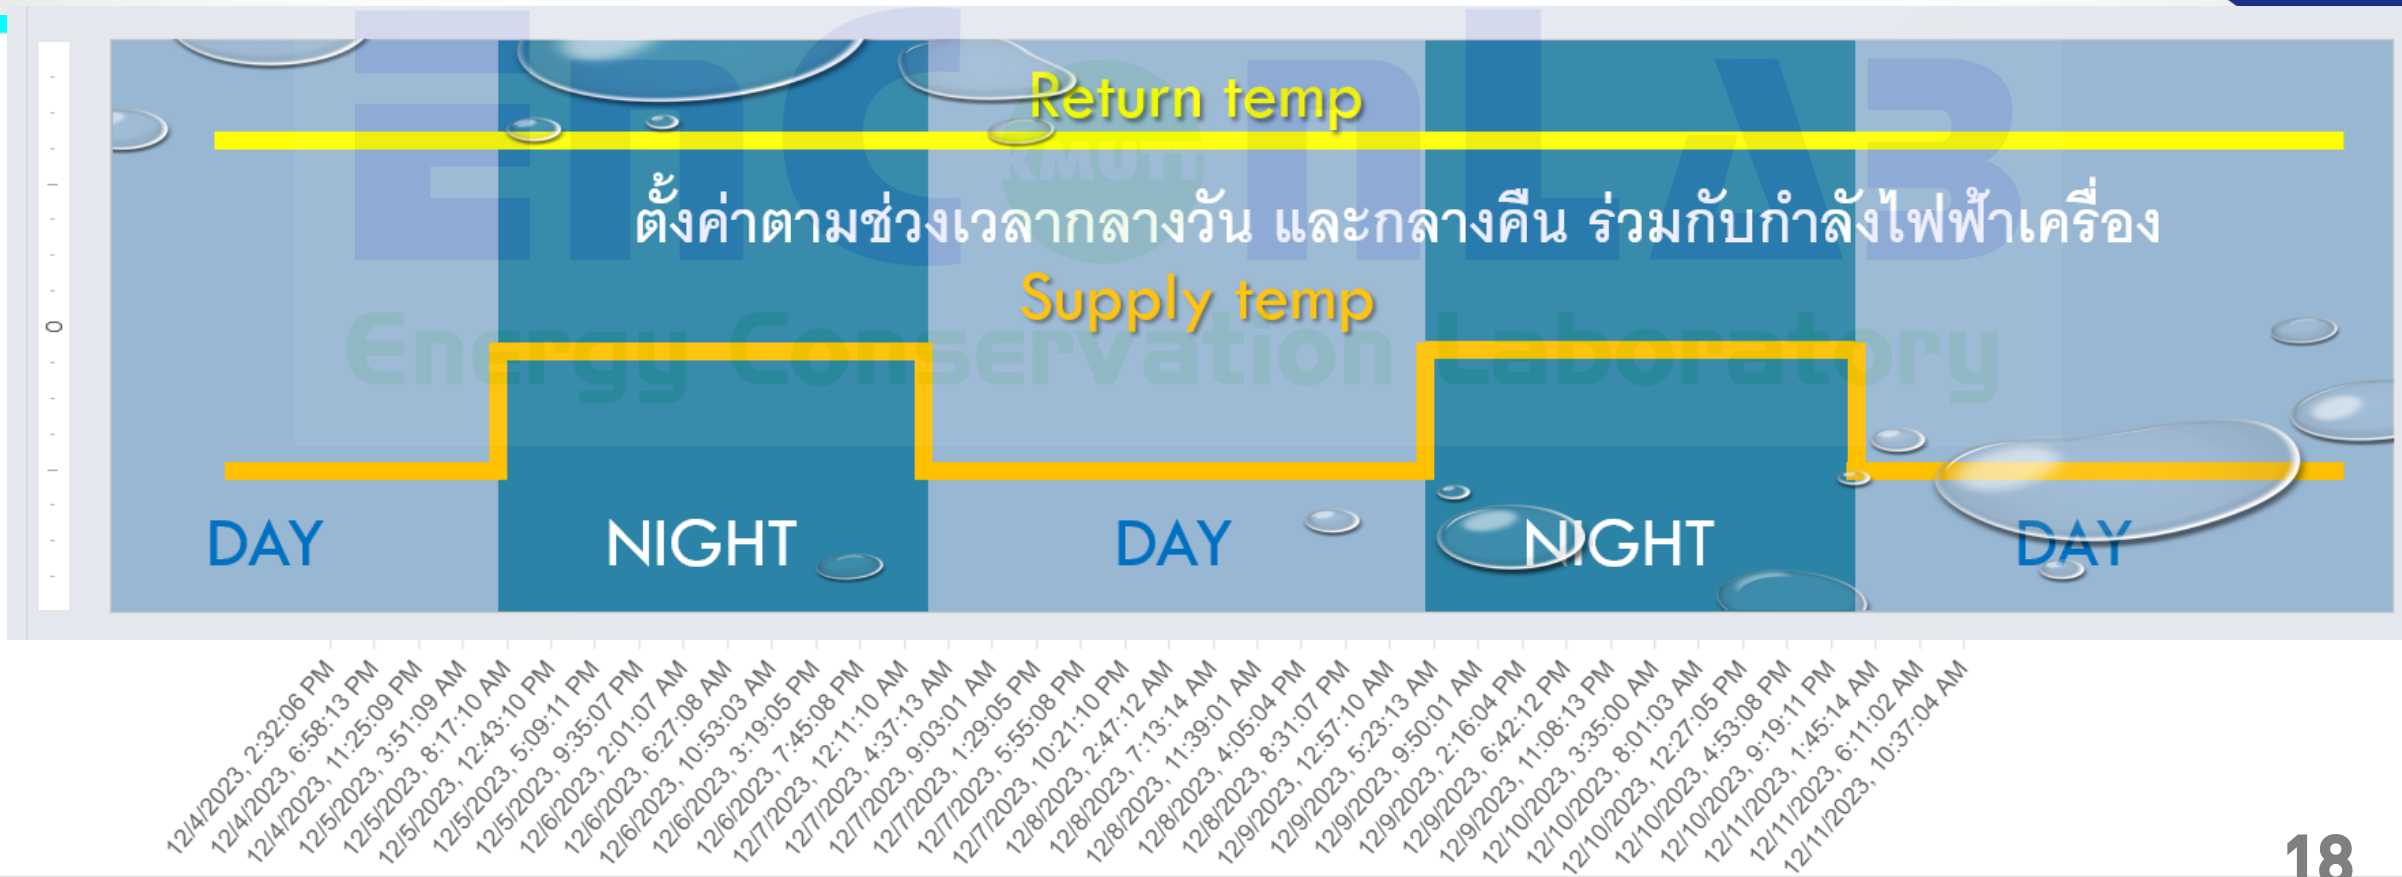 EnConLAB
Return temp
KMUTT
ตั้งค่าตามช่วงเวลากลางวัน และกลางคืน ร่วมกับกำลังไฟฟ้าเครื่อง
Supply temp
Energy Conservation Laboratory
0
DAY NIGHT DAY NIGHT DAY
12/4/2023, 2:32:06 PM
12/4/2023, 6:58:13 PM
12/4/2023, 11:25:09 PM
12/5/2023, 3:51:09 AM
12/5/2023, 8:17:10 AM
12/5/2023, 12:43:10 PM
12/5/2023, 5:09:11 PM
12/5/2023, 9:35:07 PM
12/6/2023, 2:01:07 AM
12/6/2023, 6:27:08 AM
12/6/2023, 10:53:03 AM
12/6/2023, 3:19:05 PM
12/6/2023, 7:45:08 PM
12/7/2023, 12:11:10 AM
12/7/2023, 4:37:13 AM
12/7/2023, 9:03:01 AM
12/7/2023, 1:29:05 PM
12/7/2023, 5:55:08 PM
12/7/2023, 10:21:10 PM
12/8/2023, 2:47:12 AM
12/8/2023, 7:13:14 AM
12/8/2023, 11:39:01 AM
12/8/2023, 4:05:04 PM
12/8/2023, 8:31:07 PM
12/9/2023, 12:57:10 AM
12/9/2023, 5:23:13 AM
12/9/2023, 9:50:01 AM
12/9/2023, 2:16:04 PM
12/9/2023, 6:42:12 PM
12/9/2023, 11:08:13 PM
12/10/2023, 3:35:00 AM
12/10/2023, 8:01:03 AM
12/10/2023, 12:27:05 PM
12/10/2023, 4:53:08 PM
12/10/2023, 9:19:11 PM
12/11/2023, 1:45:14 AM
12/11/2023, 6:11:02 AM
12/11/2023, 10:37:04 AM
18